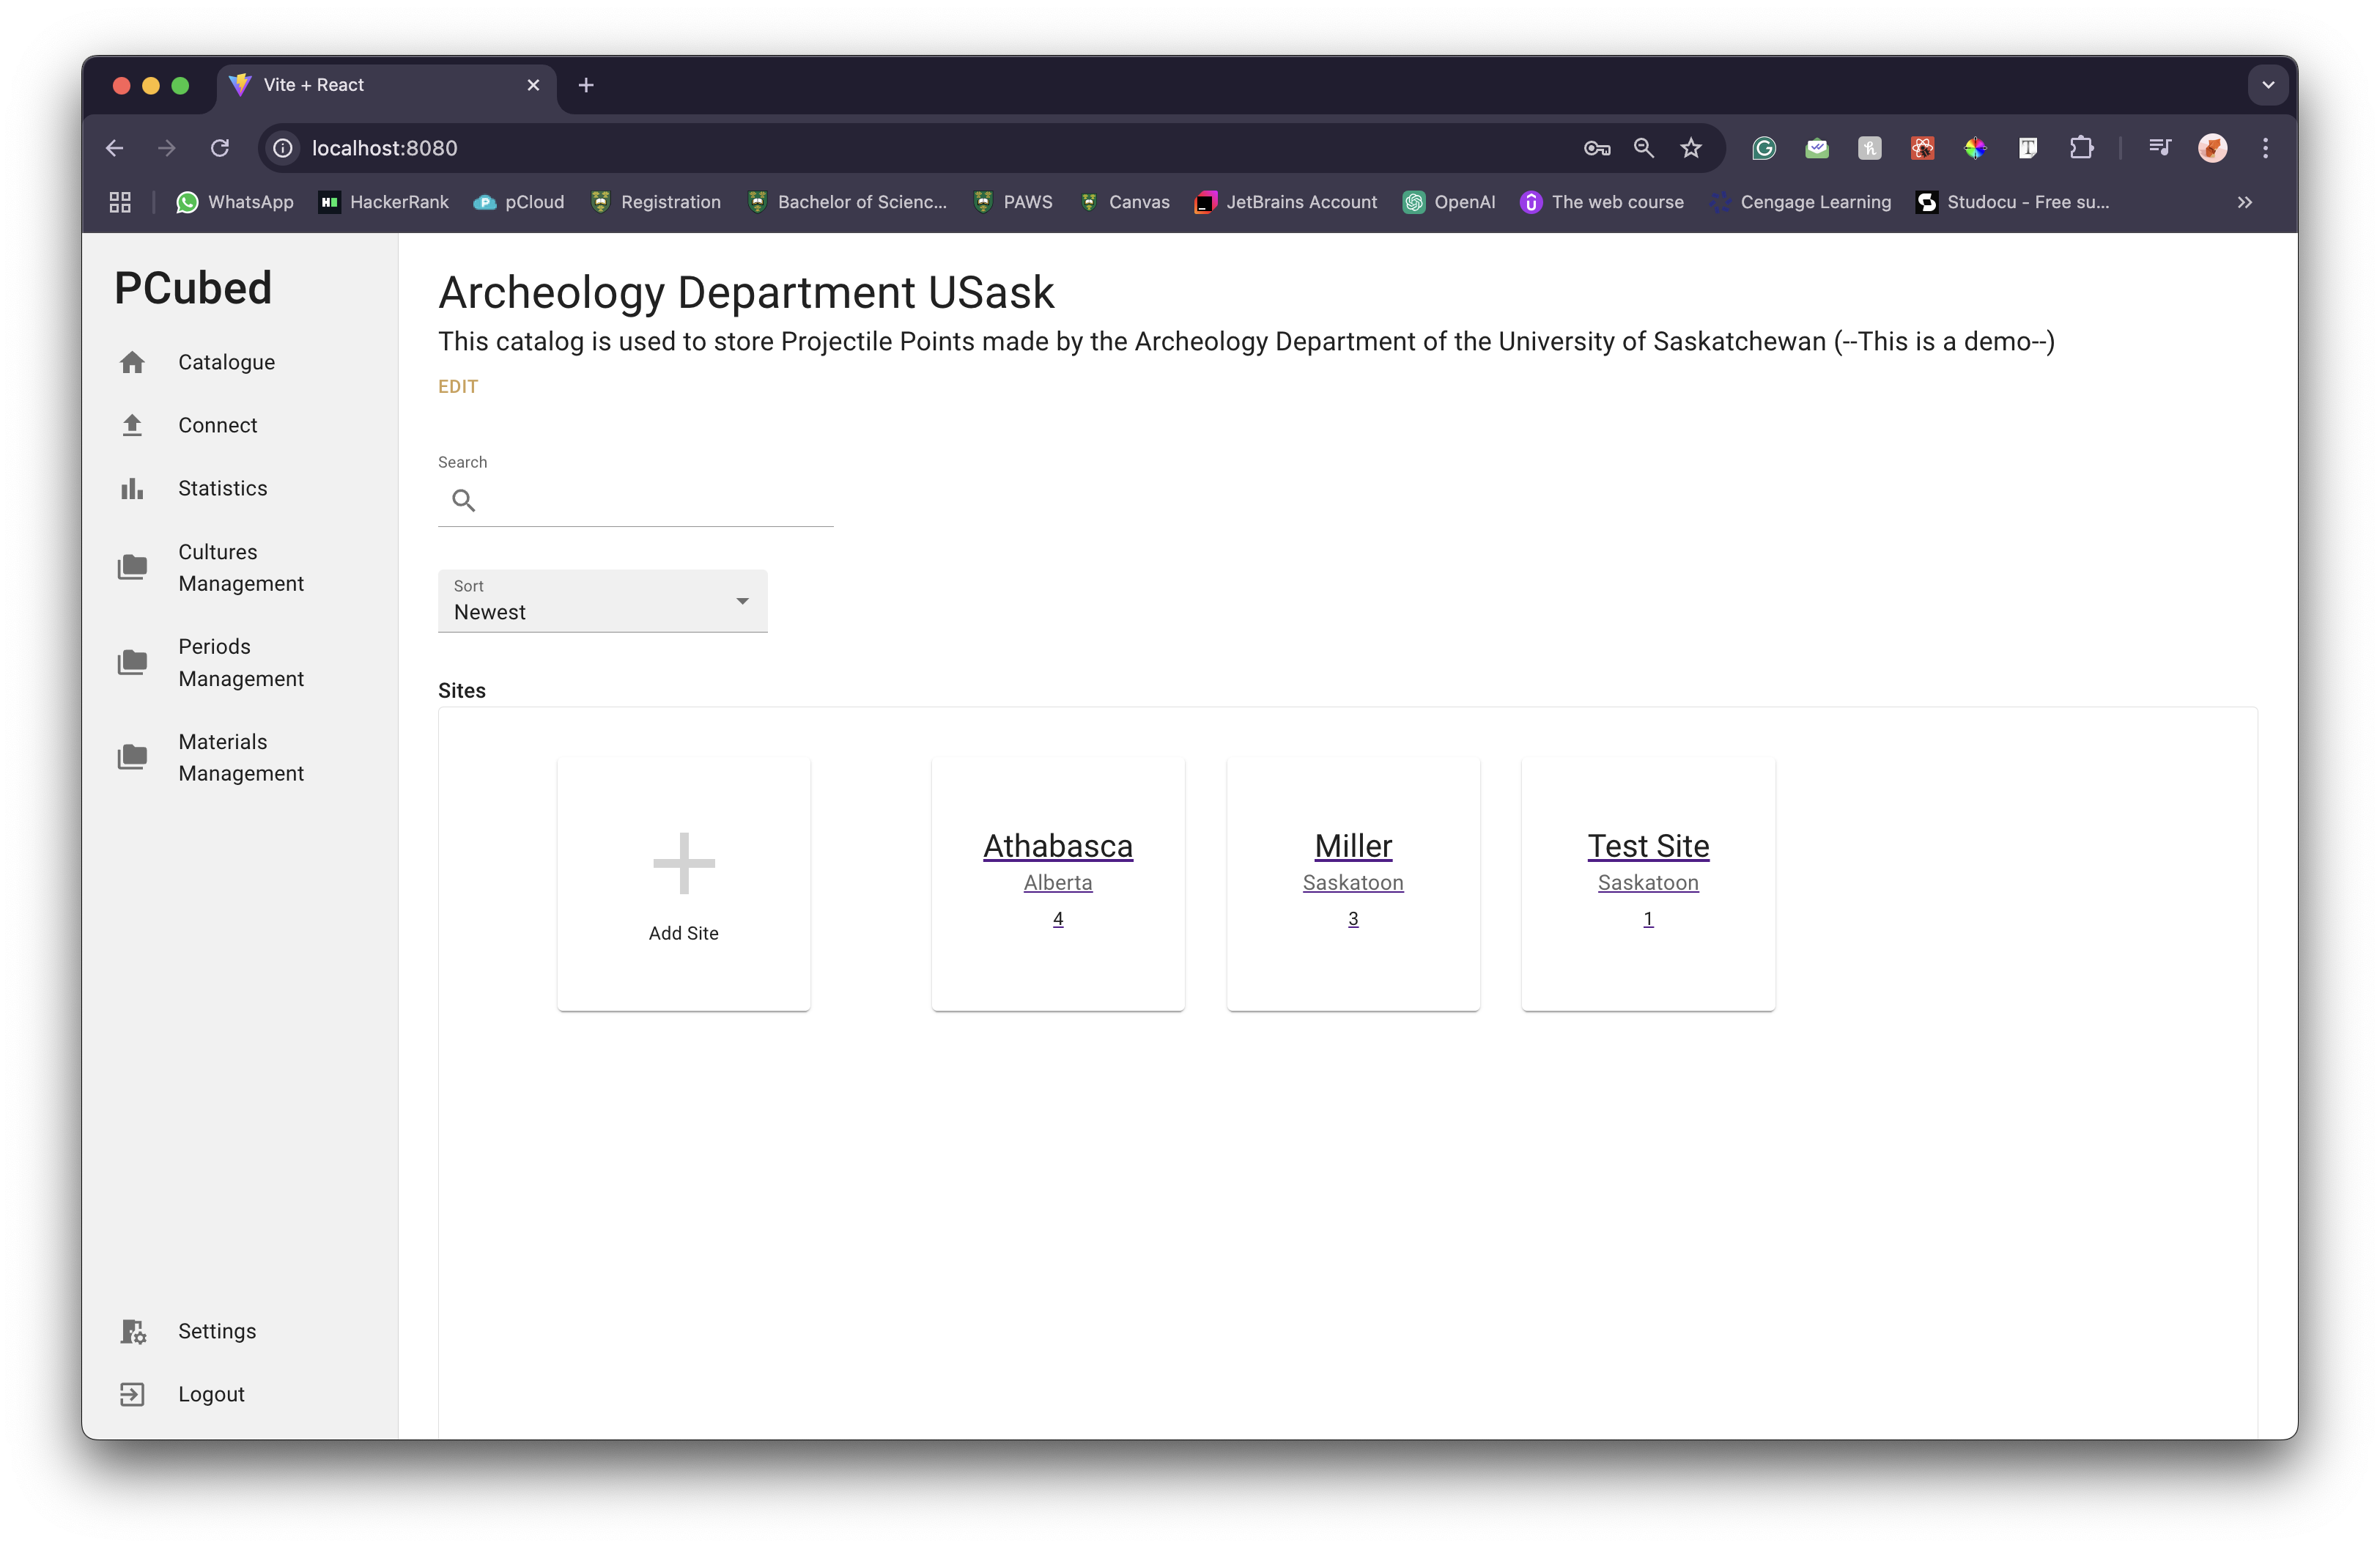 Vite + React
localhost:8080
WhatsApp HackerRank pCloud Registration Bachelor of Scienc... PAWS Canvas JetBrains Account OpenAI The web course Cengage Learning Studocu - Free su...
PCubed
Catalogue
Connect
Statistics
Cultures
Management
Periods
Management
Materials
Management
Settings
Logout
Archeology Department USask
This catalog is used to store Projectile Points made by the Archeology Department of the University of Saskatchewan (--This is a demo--)
EDIT
Search
Sort
Newest
Sites
Add Site
Athabasca
Alberta
4
Miller
Saskatoon
3
Test Site
Saskatoon
1